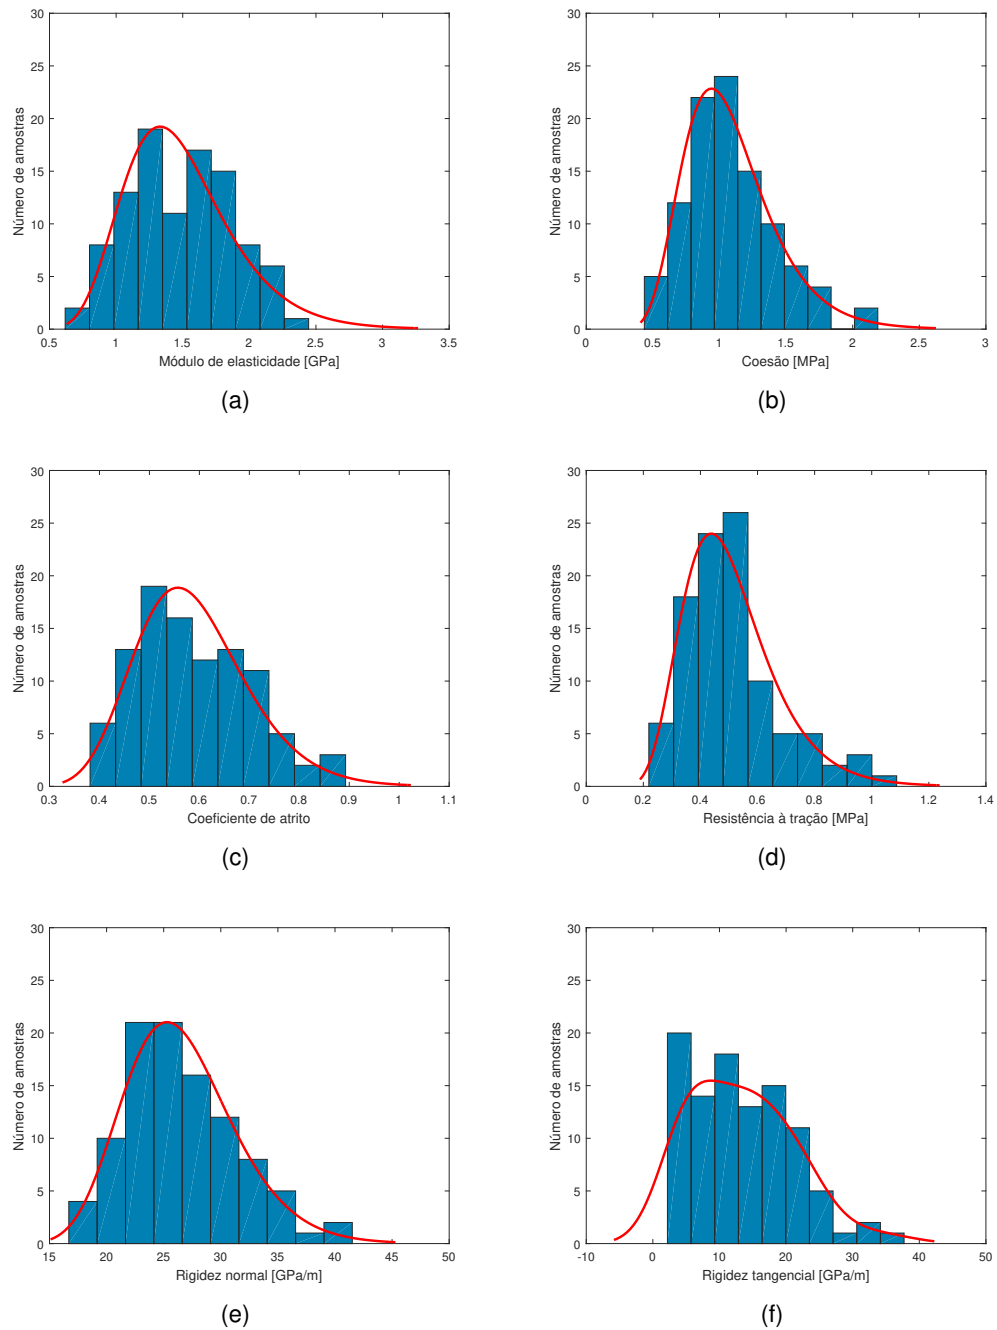 30
25
20
15
10
5
0
Número de amostras
0.5 1 1.5 2 2.5 3 3.5
Módulo de elasticidade [GPa]
(a)
30
25
20
15
10
5
0
Número de amostras
0 0.5 1 1.5 2 2.5 3
Coesão [MPa]
(b)
30
25
20
15
10
5
0
Número de amostras
0.3 0.4 0.5 0.6 0.7 0.8 0.9 1 1.1
Coeficiente de atrito
(c)
30
25
20
15
10
5
0
Número de amostras
0 0.2 0.4 0.6 0.8 1 1.2 1.4
Resistência à tração [MPa]
(d)
30
25
20
15
10
5
0
Número de amostras
15 20 25 30 35 40 45 50
Rigidez normal [GPa/m]
(e)
30
25
20
15
10
5
0
Número de amostras
-10 0 10 20 30 40 50
Rigidez tangencial [GPa/m]
(f)